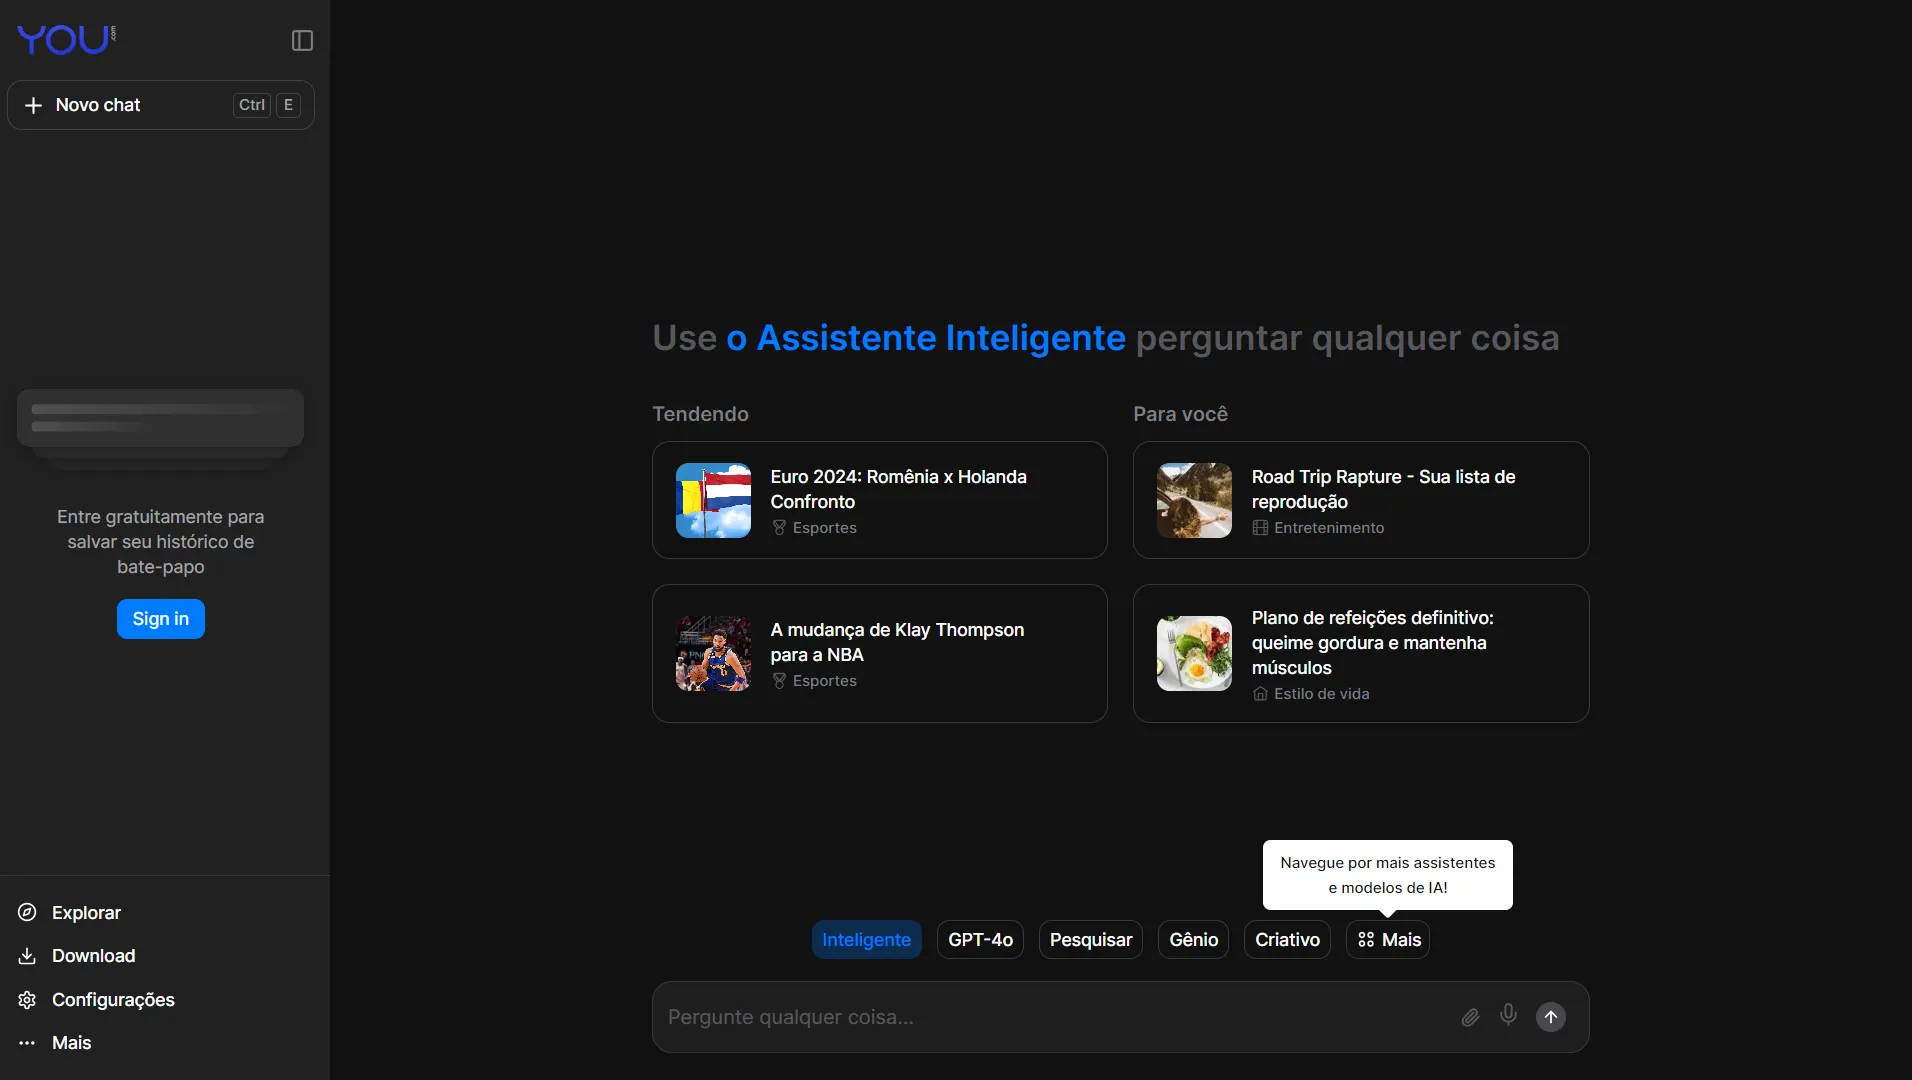 YOU.com
Novo chat
Ctrl E
Entre gratuitamente para
salvar seu histórico de
bate-papo
Sign in
Explorar
Download
Configurações
Mais
Use o Assistente Inteligente perguntar qualquer coisa
Tendendo
Euro 2024: Romênia x Holanda
Confronto
Esportes
A mudança de Klay Thompson
para a NBA
Esportes
Para você
Road Trip Rapture - Sua lista de
reprodução
Entretenimento
Plano de refeições definitivo:
queime gordura e mantenha
músculos
Estilo de vida
Navegue por mais assistentes
e modelos de IA!
Inteligente
GPT-4o
Pesquisar
Gênio
Criativo
Mais
Pergunte qualquer coisa...